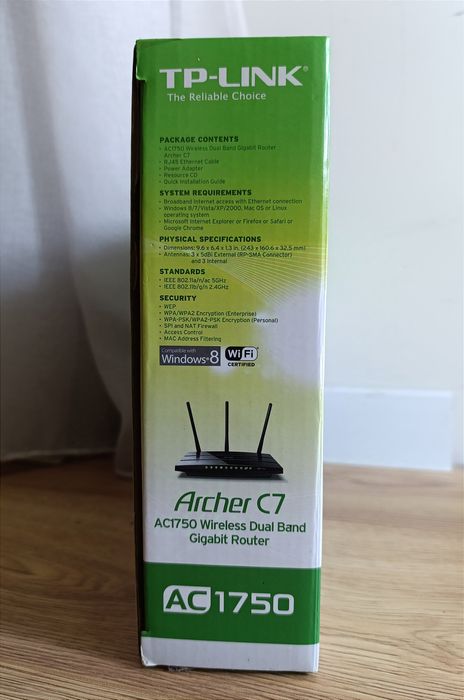 TP-LINK
The Reliable Choice
PACKAGE CONTENTS
• AC1750 Wireless Dual Band Gigabit Router
Archer C7
• RJ45 Ethernet Cable
• Power Adapter
• Resource CD
• Quick Installation Guide
SYSTEM REQUIREMENTS
• Broadband Internet access with Ethernet connection
• Windows 8/7/Vista/XP/2000, Mac OS or Linux
operating system
• Microsoft Internet Explorer or Firefox or Safari or
Google Chrome
PHYSICAL SPECIFICATIONS
• Dimensions: 9.6 x 6.4 x 1.3 in. (243 x 160.6 x 32.5 mm)
• Antennas: 3 x 5dBi External (RP-SMA Connector)
and 3 Internal
STANDARDS
• IEEE 802.11a/n/ac 5GHz
• IEEE 802.11b/g/n 2.4GHz
SECURITY
• WEP
• WPA/WPA2 Encryption (Enterprise)
• WPA-PSK/WPA2-PSK Encryption (Personal)
• SPI and NAT Firewall
• Access Control
• MAC Address Filtering
Compatible with
Windows 8
Wi Fi
CERTIFIED
Archer C7
AC1750 Wireless Dual Band
Gigabit Router
AC1750